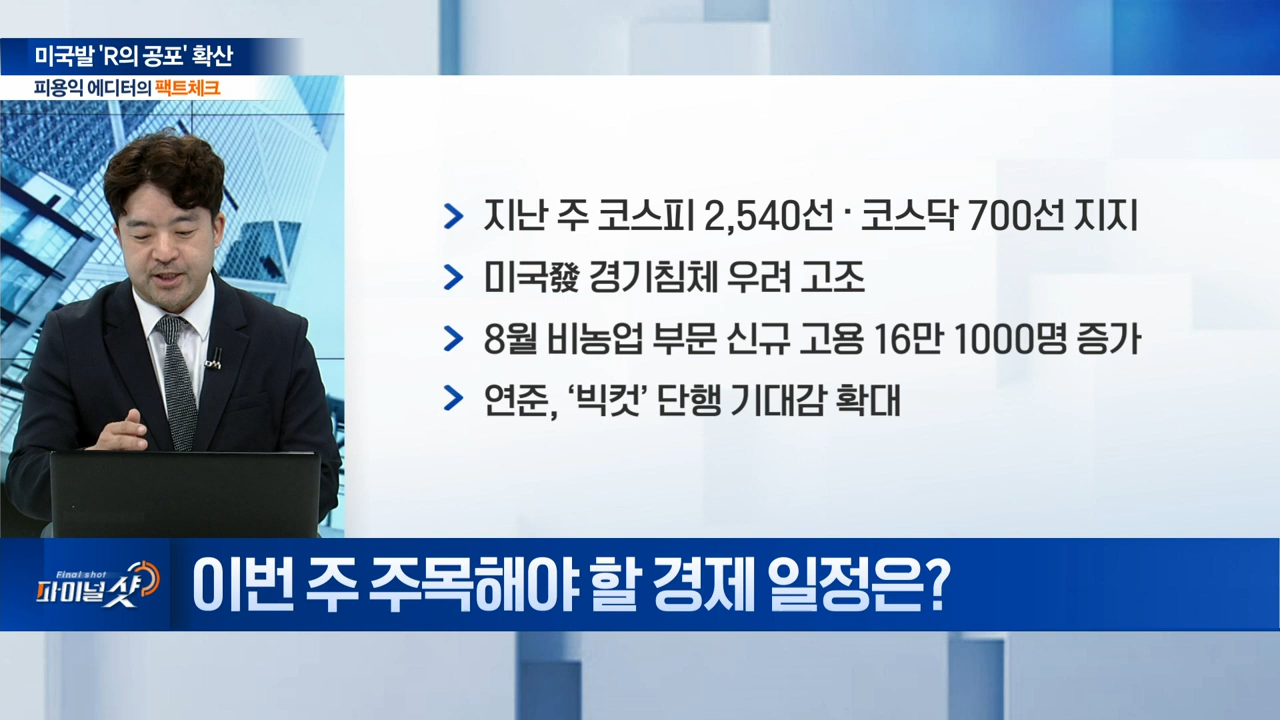 미국발 'R의 공포' 확산
피용익 에디터의 팩트체크
지난 주 코스피 2,540선·코스닥 700선 지지
미국發 경기침체 우려 고조
8월 비농업 부문 신규 고용 16만 1000명 증가
연준, ‘빅컷’ 단행 기대감 확대
Final shot
파이널샷
이번 주 주목해야 할 경제 일정은?